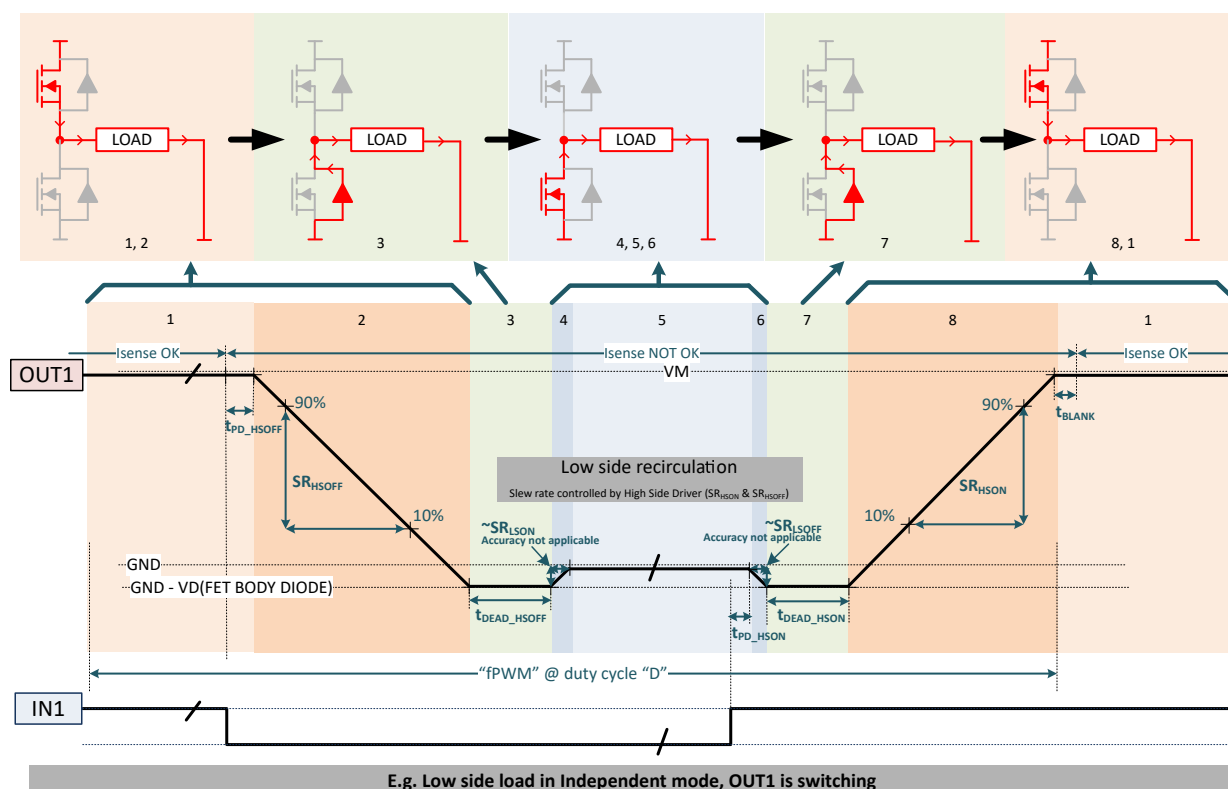 LOAD
LOAD
LOAD
LOAD
LOAD
1, 2
3
4, 5, 6
7
8, 1
1
2
3
4
5
6
7
8
1
Isense OK
Isense NOT OK
Isense OK
OUT1
VM
90%
90%
tPD_HSOFF
tBLANK
Low side recirculation
Slew rate controlled by High Side Driver (SRHSON & SRHSOFF)
SRHSOFF
SRHSON
10%
10%
~SRLSON
Accuracy not applicable
~SRLSOFF
Accuracy not applicable
GND
GND - VD(FET BODY DIODE)
tDEAD_HSOFF
tDEAD_HSON
tPD_HSON
“fPWM” @ duty cycle “D”
IN1
E.g. Low side load in Independent mode, OUT1 is switching